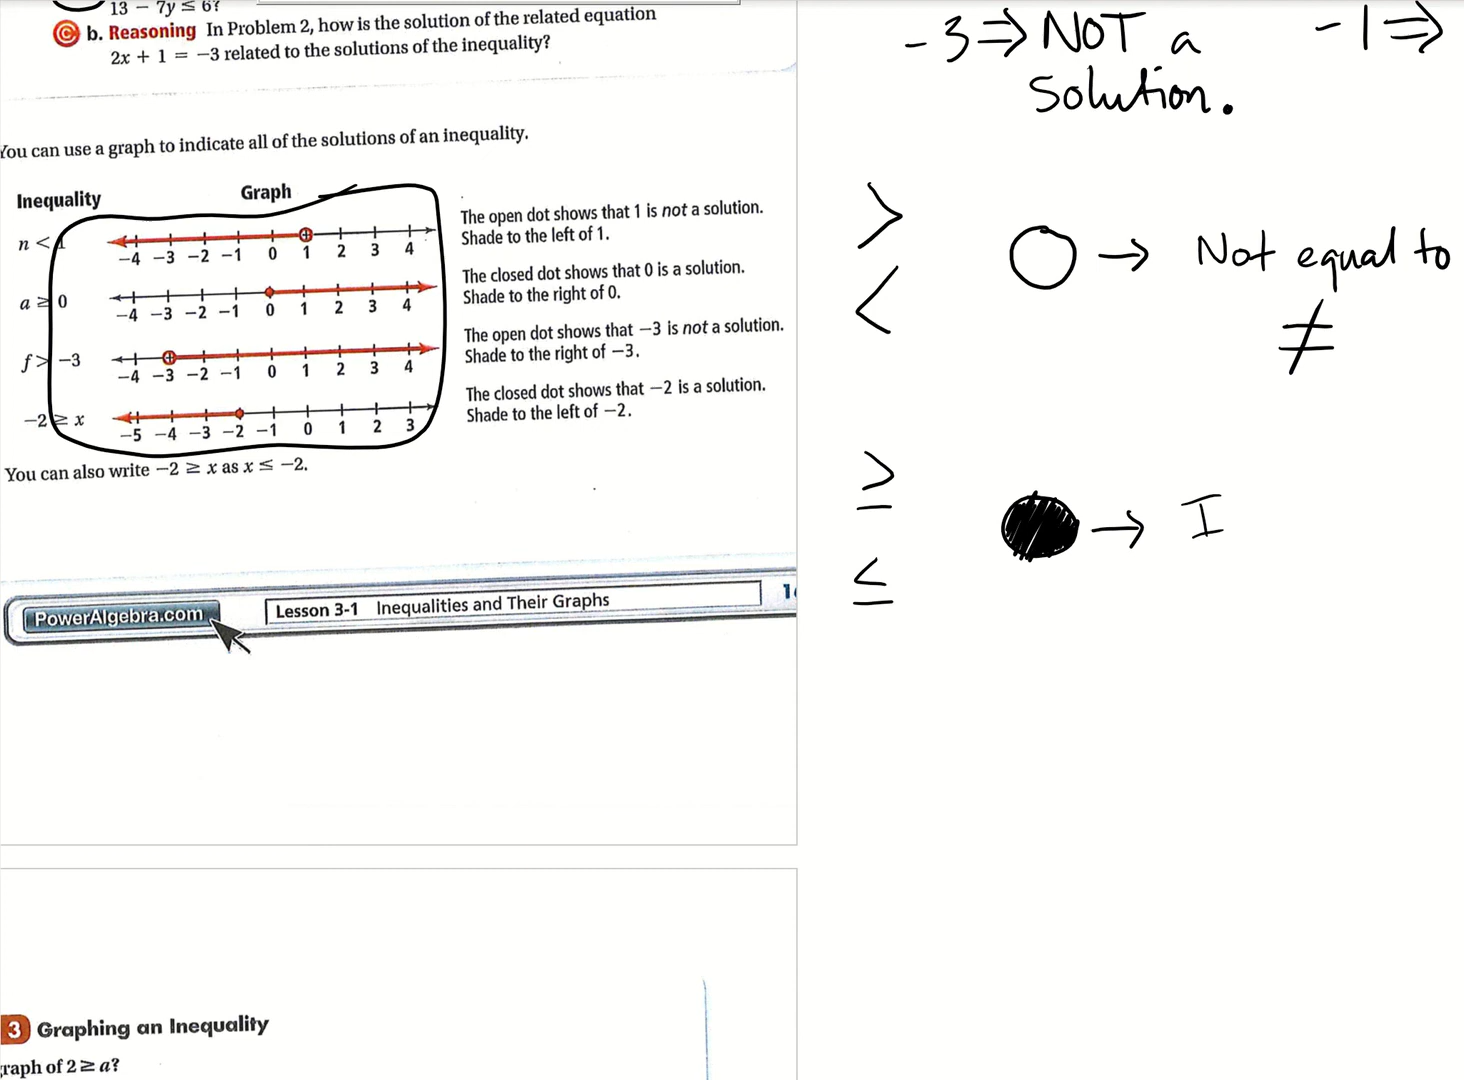 13 − 7y ≤ 6?
b. Reasoning In Problem 2, how is the solution of the related equation
2x + 1 = −3 related to the solutions of the inequality?
You can use a graph to indicate all of the solutions of an inequality.
Inequality Graph
n < 1
−4 −3 −2 −1 0 1 2 3 4
The open dot shows that 1 is not a solution.
Shade to the left of 1.
a ≥ 0
−4 −3 −2 −1 0 1 2 3 4
The closed dot shows that 0 is a solution.
Shade to the right of 0.
f > −3
−4 −3 −2 −1 0 1 2 3 4
The open dot shows that −3 is not a solution.
Shade to the right of −3.
−2 ≥ x
−5 −4 −3 −2 −1 0 1 2 3
The closed dot shows that −2 is a solution.
Shade to the left of −2.
You can also write −2 ≥ x as x ≤ −2.
PowerAlgebra.com
Lesson 3-1 Inequalities and Their Graphs
3 Graphing an Inequality
raph of 2 ≥ a?
-3 ⇒ NOT a
Solution.
-1 ⇒
>
<
→ Not equal to
≠
≥
≤
→ I